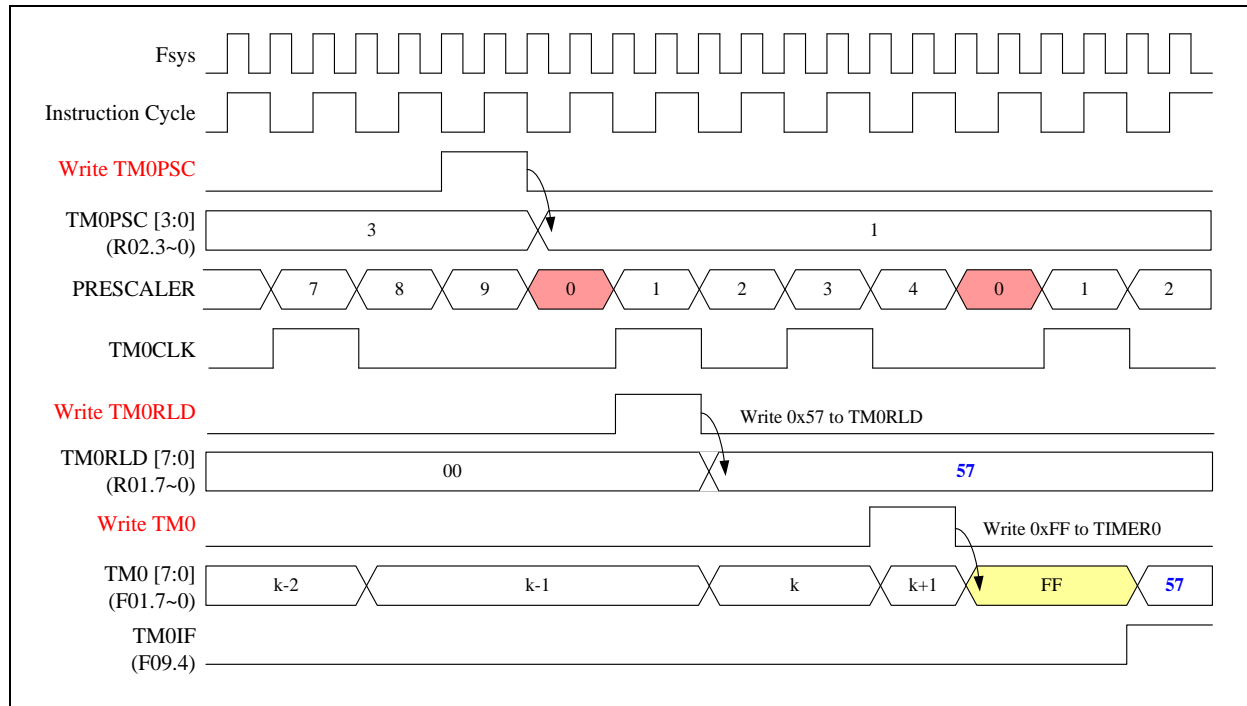 Fsys
Instruction Cycle
Write TM0PSC
TM0PSC [3:0]
(R02.3~0)
3 1
PRESCALER 7 8 9 0 1 2 3 4 0 1 2
TM0CLK
Write TM0RLD Write 0x57 to TM0RLD
TM0RLD [7:0]
(R01.7~0)
00 57
Write TM0 Write 0xFF to TIMER0
TM0 [7:0]
(F01.7~0)
k-2 k-1 k k+1 FF 57
TM0IF
(F09.4)